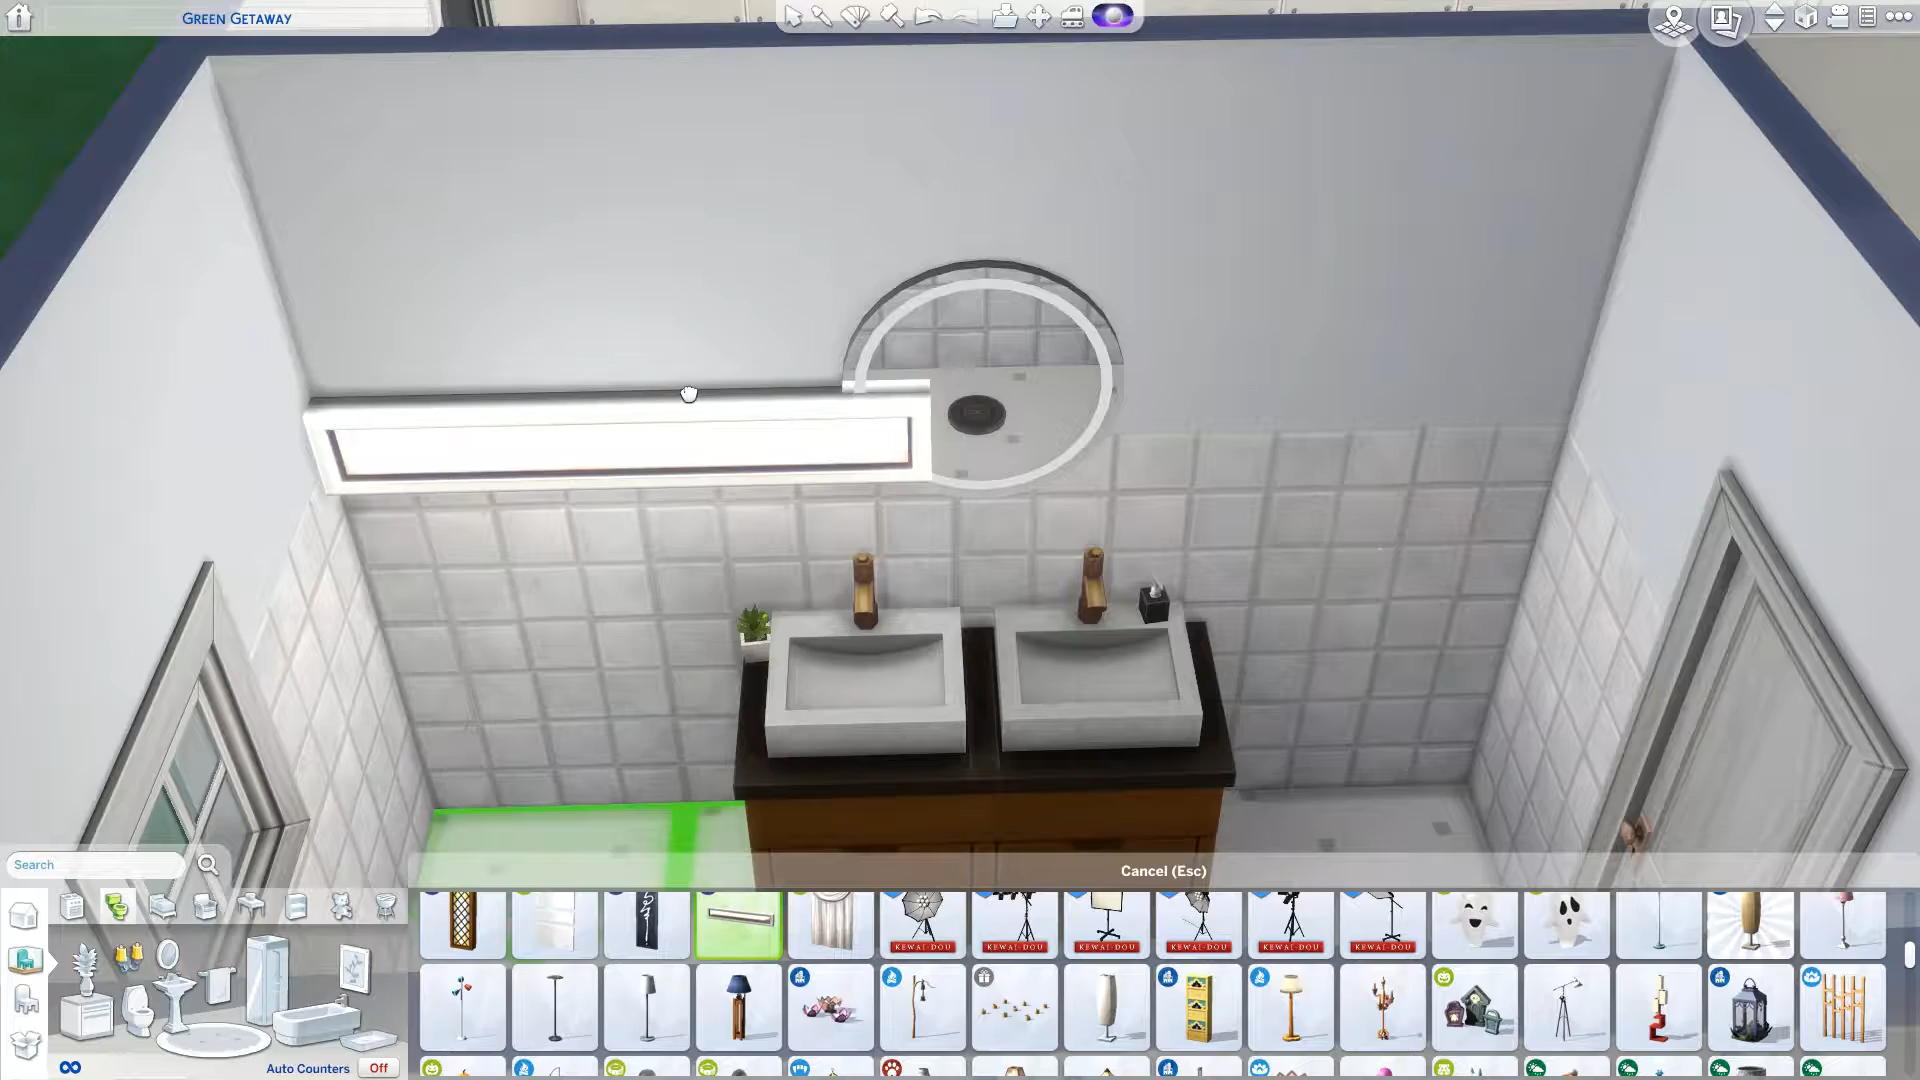 Green Getaway
Search
Cancel (Esc)
KEWAI-DOU
KEWAI-DOU
KEWAI-DOU
KEWAI-DOU
KEWAI-DOU
KEWAI-DOU
Auto Counters
Off